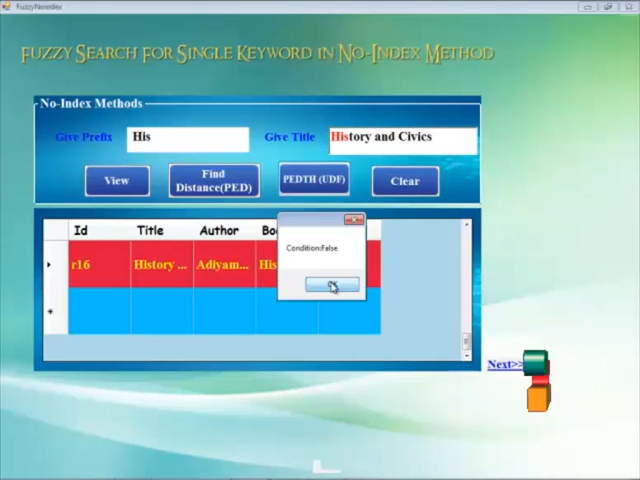 FuzzyNoIndex
Fuzzy Search For Single Keyword in No-Index Method
No-Index Methods
Give Prefix
His
Give Title
History and Civics
View
Find Distance(PED)
PEDTH (UDF)
Clear
Id Title Author
r16 History ... Adiyam... His
Condition:False
Next>>